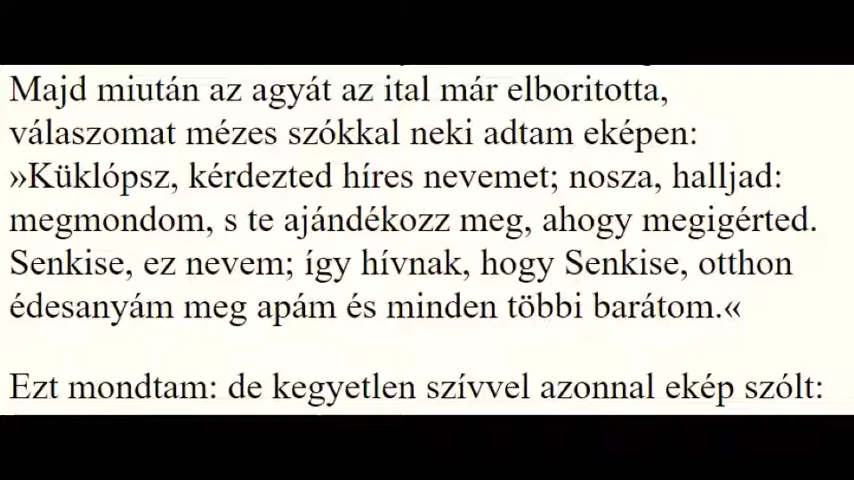 Majd miután az agyát az ital már elboritotta,
válaszomat mézes szókkal neki adtam eképen:
»Küklópsz, kérdezted híres nevemet; nosza, halljad:
megmondom, s te ajándékozz meg, ahogy megigérted.
Senkise, ez nevem; így hívnak, hogy Senkise, otthon
édesanyám meg apám és minden többi barátom.«
Ezt mondtam: de kegyetlen szívvel azonnal ekép szólt: